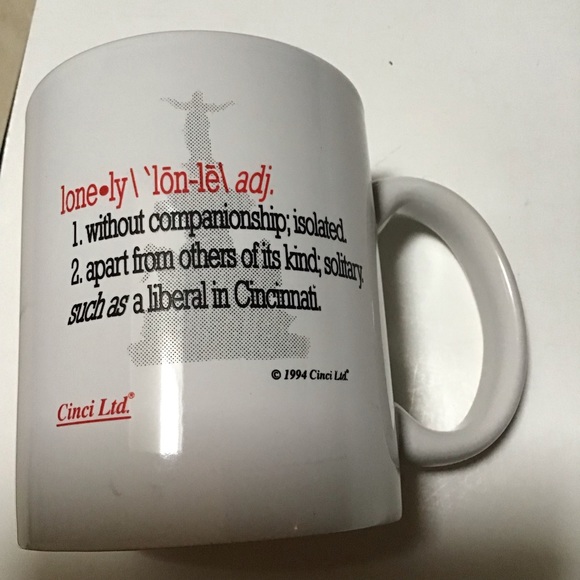 lone•ly \ `lōn-lē\ adj.
1. without companionship; isolated.
2. apart from others of its kind; solitary.
such as a liberal in Cincinnati.
© 1994 Cinci Ltd.
Cinci Ltd.®